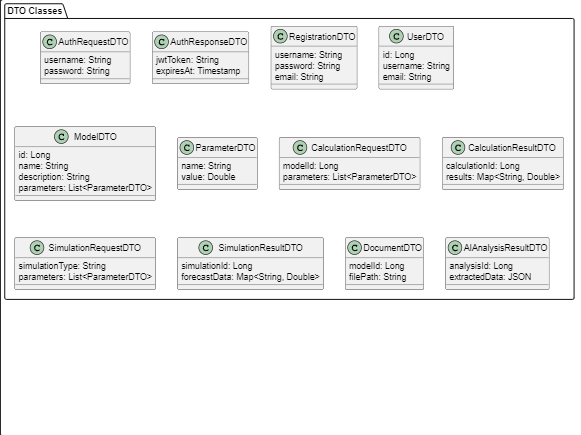 DTO Classes
C AuthRequestDTO
username: String
password: String
C AuthResponseDTO
jwtToken: String
expiresAt: Timestamp
C RegistrationDTO
username: String
password: String
email: String
C UserDTO
id: Long
username: String
email: String
C ModelDTO
id: Long
name: String
description: String
parameters: List<ParameterDTO>
C ParameterDTO
name: String
value: Double
C CalculationRequestDTO
modelId: Long
parameters: List<ParameterDTO>
C CalculationResultDTO
calculationId: Long
results: Map<String, Double>
C SimulationRequestDTO
simulationType: String
parameters: List<ParameterDTO>
C SimulationResultDTO
simulationId: Long
forecastData: Map<String, Double>
C DocumentDTO
modelId: Long
filePath: String
C AIAnalysisResultDTO
analysisId: Long
extractedData: JSON